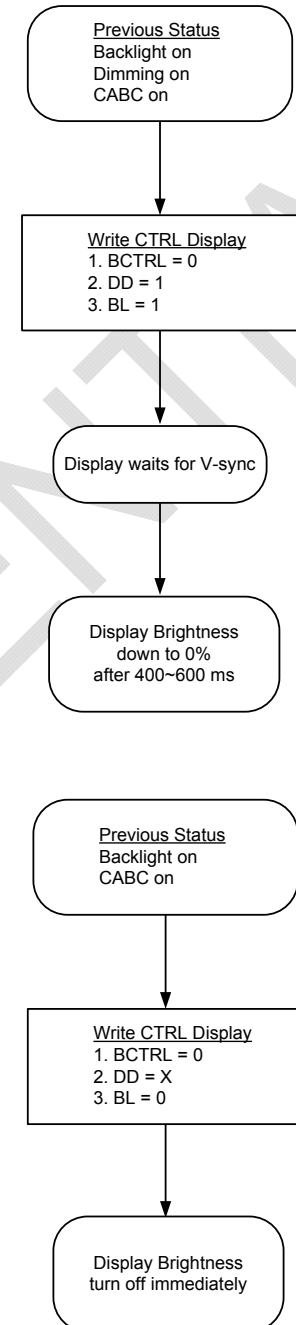 Previous Status
Backlight on
Dimming on
CABC on
Write CTRL Display
1. BCTRL = 0
2. DD = 1
3. BL = 1
Display waits for V-sync
Display Brightness
down to 0%
after 400~600 ms
Previous Status
Backlight on
CABC on
Write CTRL Display
1. BCTRL = 0
2. DD = X
3. BL = 0
Display Brightness
turn off immediately